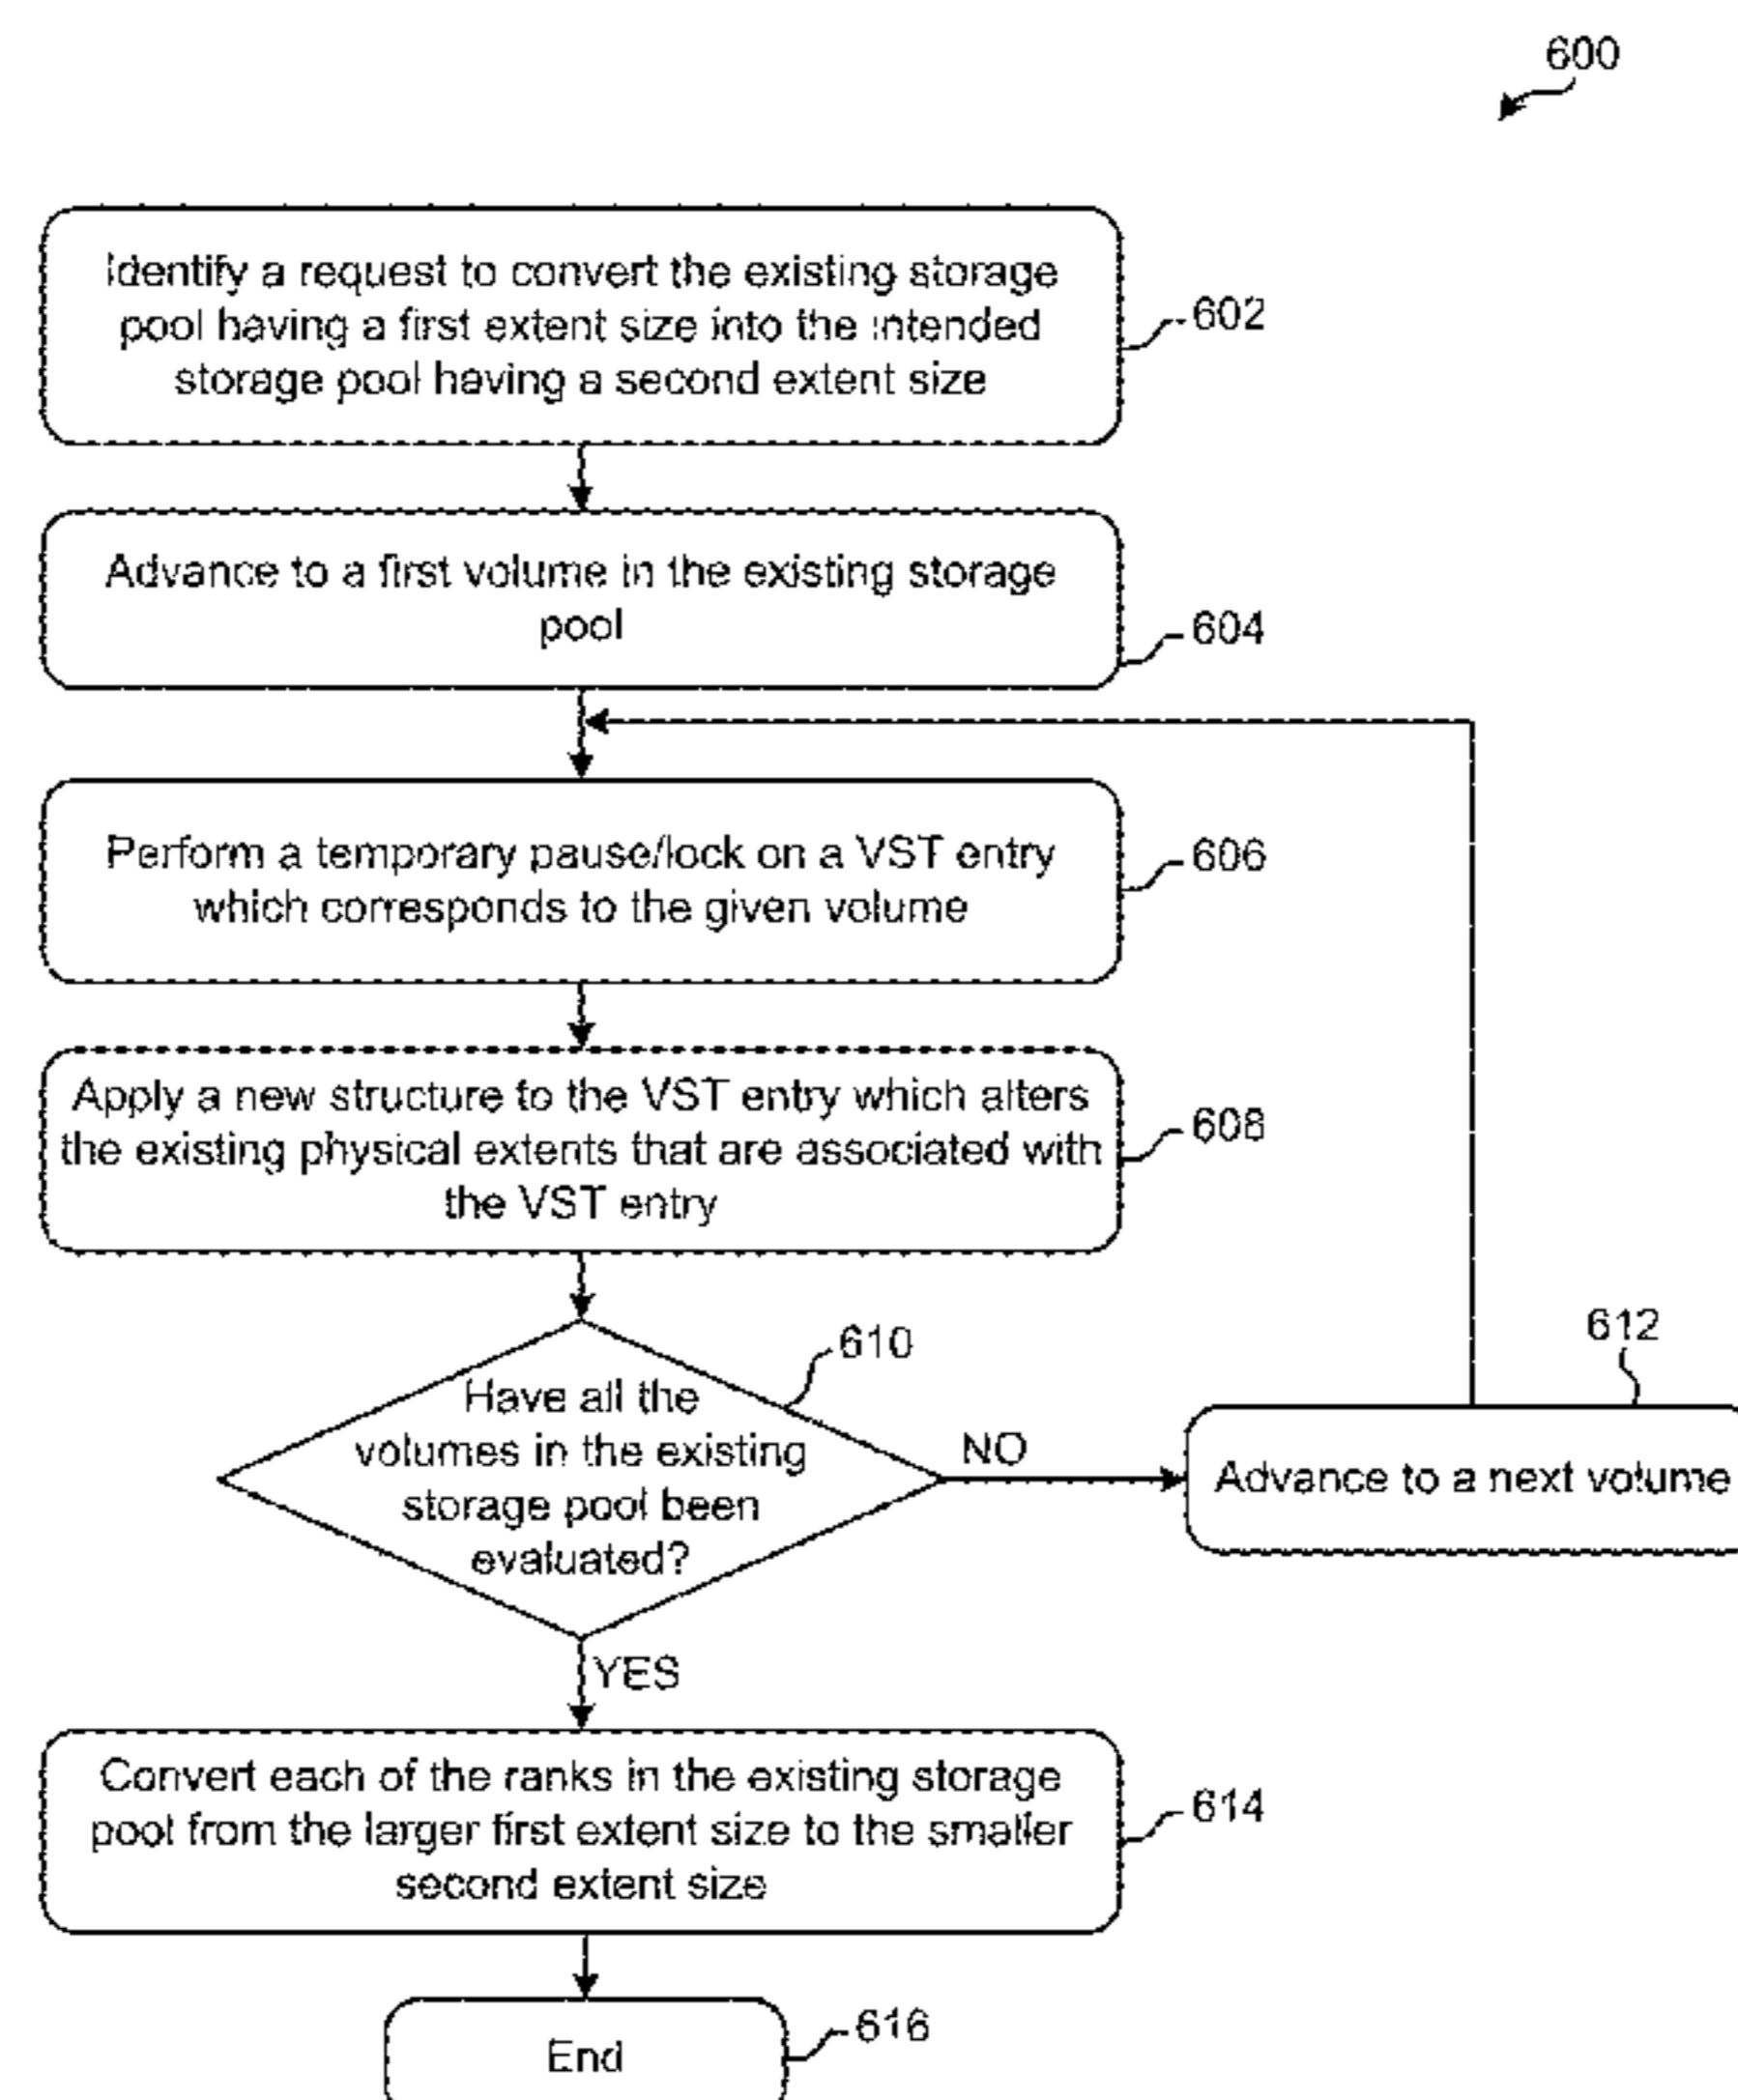 600
Identify a request to convert the existing storage
pool having a first extent size into the intended
storage pool having a second extent size
602
Advance to a first volume in the existing storage
pool
604
Perform a temporary pause/lock on a VST entry
which corresponds to the given volume
606
Apply a new structure to the VST entry which alters
the existing physical extents that are associated with
the VST entry
608
610
Have all the
volumes in the existing
storage pool been
evaluated?
NO
612
Advance to a next volume
YES
Convert each of the ranks in the existing storage
pool from the larger first extent size to the smaller
second extent size
614
End
616